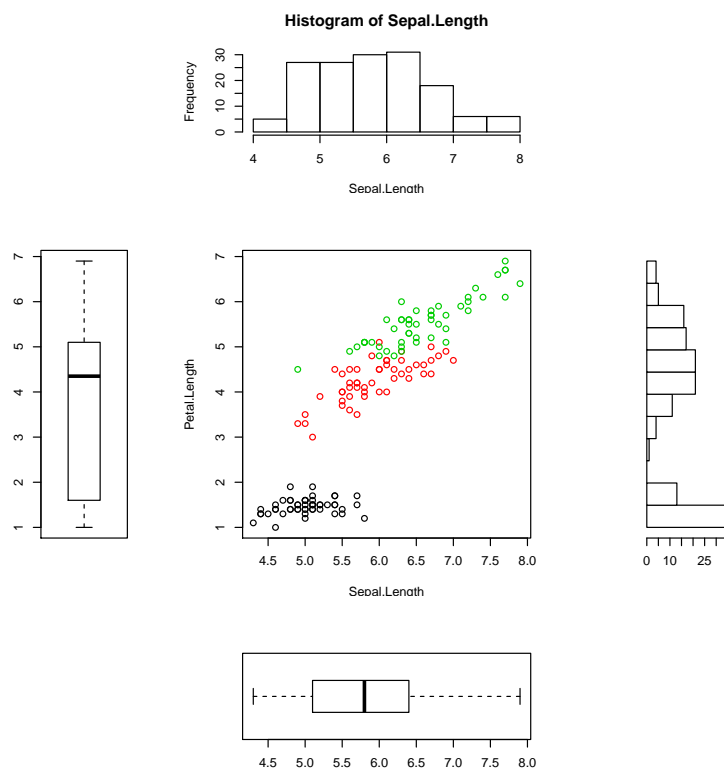 Histogram of Sepal.Length
Frequency
0 10 20 30
4 5 6 7 8
Sepal.Length
1 2 3 4 5 6 7
Petal.Length
1 2 3 4 5 6 7
4.5 5.0 5.5 6.0 6.5 7.0 7.5 8.0
Sepal.Length
0 10 25
4.5 5.0 5.5 6.0 6.5 7.0 7.5 8.0